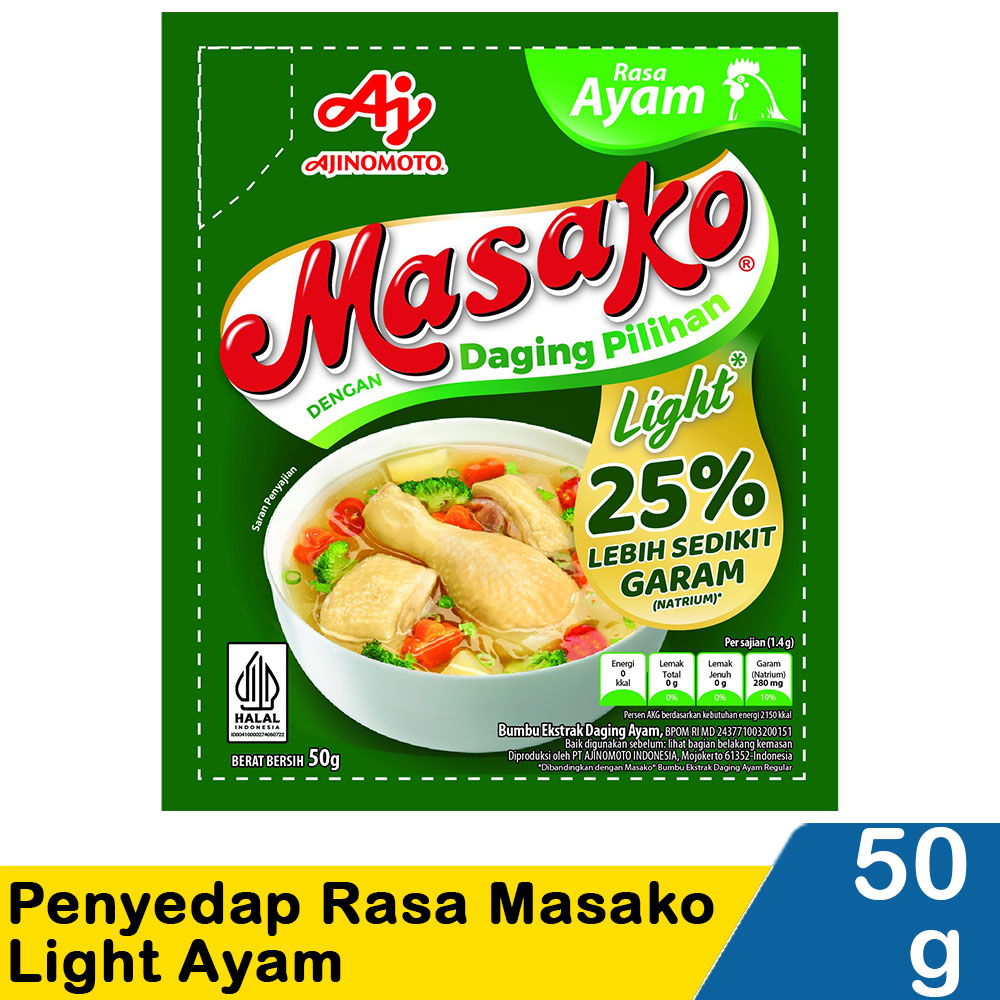 Aj
AJINOMOTO®
Rasa
Ayam
Masako®
DENGAN Daging Pilihan
Light*
25%
LEBIH SEDIKIT
GARAM
(NATRIUM)*
Saran Penyajian
Per sajian (1.4 g)
Energi
0
kkal
Lemak
Total
0 g
0%
Lemak
Jenuh
0 g
0%
Garam
(Natrium)
280 mg
19%
Persen AKG berdasarkan kebutuhan energi 2150 kkal
HALAL
INDONESIA
ID00410000274060722
BERAT BERSIH 50g
Bumbu Ekstrak Daging Ayam, BPOM RI MD 243771003200151
Baik digunakan sebelum: lihat bagian belakang kemasan
Diproduksi oleh PT AJINOMOTO INDONESIA, Mojokerto 61352-Indonesia
*Dibandingkan dengan Masako® Bumbu Ekstrak Daging Ayam Regular
Penyedap Rasa Masako
Light Ayam
50
g